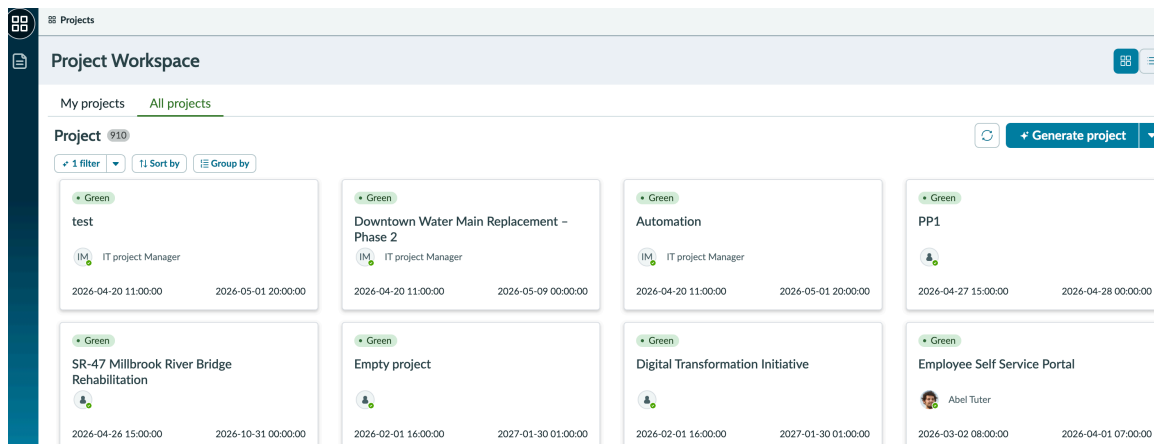 Projects
Project Workspace
My projects All projects
Project 910
Generate project
1 filter Sort by Group by
Green Green Green Green
test Downtown Water Main Replacement – Automation PP1
Phase 2
IM IT project Manager IM IT project Manager IM IT project Manager
2026-04-20 11:00:00 2026-05-01 20:00:00 2026-04-20 11:00:00 2026-05-09 00:00:00 2026-04-20 11:00:00 2026-05-01 20:00:00 2026-04-27 15:00:00 2026-04-28 00:00:00
Green Green Green Green
SR-47 Millbrook River Bridge Empty project Digital Transformation Initiative Employee Self Service Portal
Rehabilitation
Abel Tuter
2026-04-26 15:00:00 2026-10-31 00:00:00 2026-02-01 16:00:00 2027-01-30 01:00:00 2026-02-01 16:00:00 2027-01-30 01:00:00 2026-03-02 08:00:00 2026-04-01 07:00:00